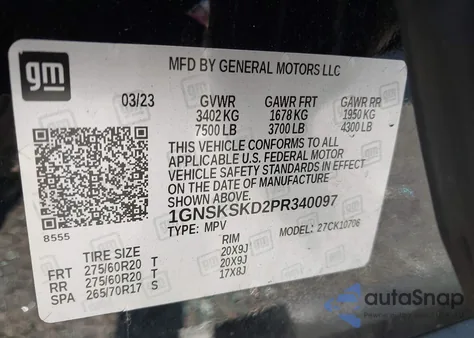 gm
MFD BY GENERAL MOTORS LLC
03/23 GVWR GAWR FRT GAWR RR
3402 KG 1678 KG 1950 KG
7500 LB 3700 LB 4300 LB
THIS VEHICLE CONFORMS TO ALL
APPLICABLE U.S. FEDERAL MOTOR
VEHICLE SAFETY STANDARDS IN EFFECT
ON THE DATE OF MANUFACTURE
SHOWN ABOVE.
1GNSKSKD2PR340097
8555 TYPE: MPV MODEL: 27CK10706
TIRE SIZE RIM
FRT 275/60R20 T 20X9J
RR 275/60R20 T 20X9J
SPA 265/70R17 S 17X8J
autoSnap